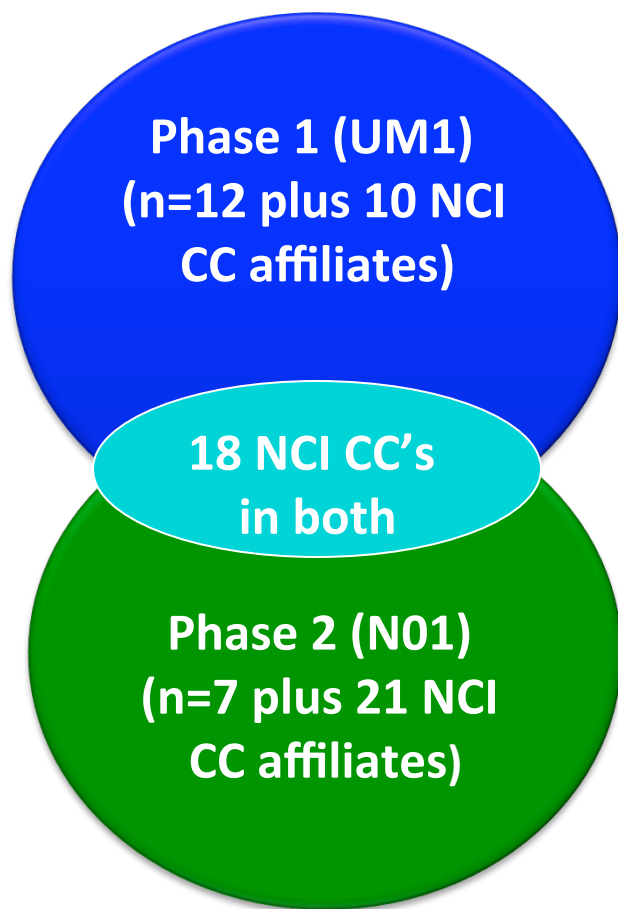 Phase 1 (UM1)
(n=12 plus 10 NCI
CC affiliates)
18 NCI CC’s
in both
Phase 2 (N01)
(n=7 plus 21 NCI
CC affiliates)